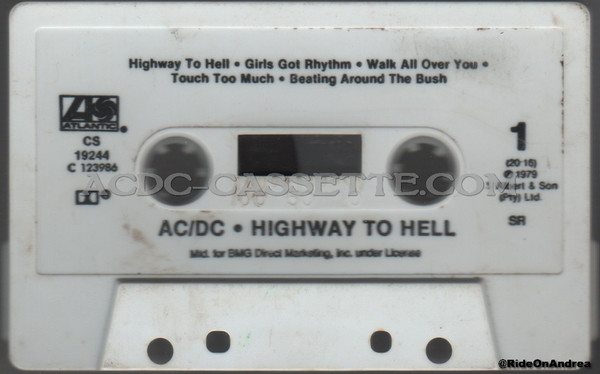 Highway To Hell • Girls Got Rhythm • Walk All Over You •
Touch Too Much • Beating Around The Bush
ATLANTIC
CS
19244
C 123986
1
(20:16)
℗ 1979
Albert & Son
(Pty) Ltd.
SR
ACDC-CASSETTE.COM
AC/DC • HIGHWAY TO HELL
Mfd. for BMG Direct Marketing, Inc. under License
@RideOnAndrea